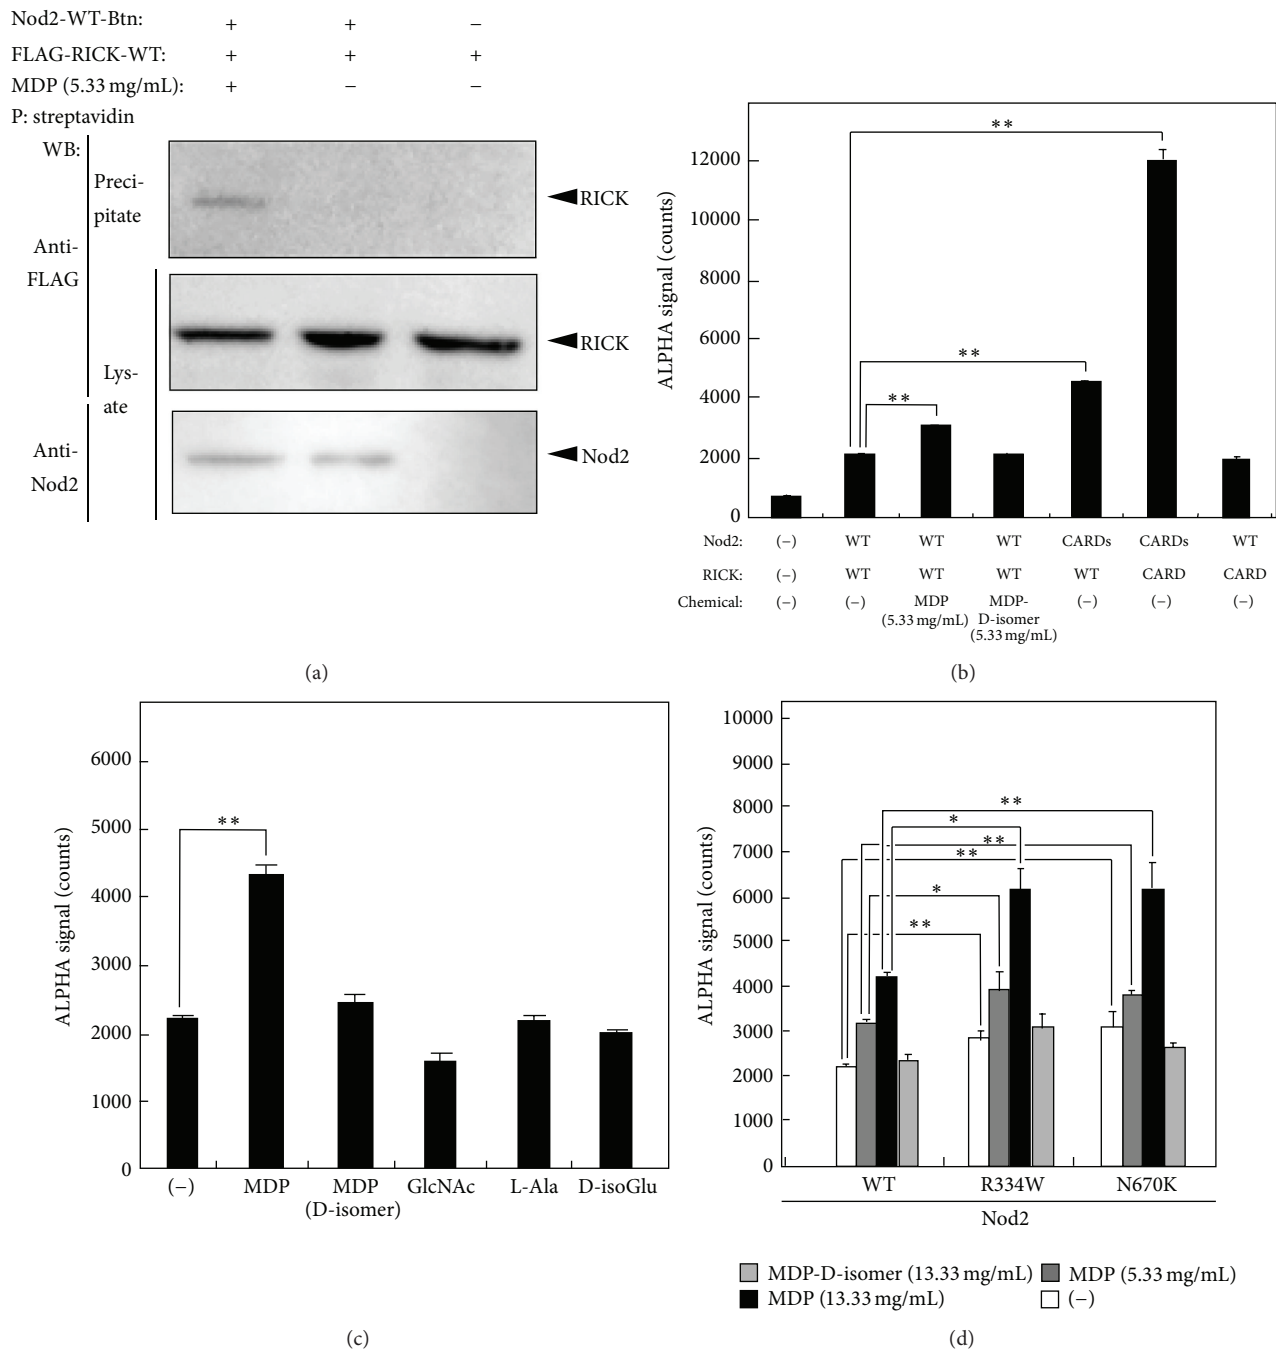 Nod2-WT-Btn: + + −
FLAG-RICK-WT: + + +
MDP (5.33 mg/mL): + − −
P: streptavidin
WB:
Preci-
pitate
RICK
Anti-
FLAG
RICK
Lys-
ate
Anti-
Nod2
Nod2
(a)
ALPHA signal (counts)
12000
10000
8000
6000
4000
2000
0
**
**
**
Nod2: (−) WT WT WT CARDs CARDs WT
RICK: (−) WT WT WT WT CARD CARD
Chemical: (−) (−) MDP (5.33 mg/mL) MDP-D-isomer (5.33 mg/mL) (−) (−) (−)
(b)
ALPHA signal (counts)
6000
5000
4000
3000
2000
1000
0
**
(−) MDP MDP (D-isomer) GlcNAc L-Ala D-isoGlu
(c)
ALPHA signal (counts)
10000
9000
8000
7000
6000
5000
4000
3000
2000
1000
0
**
*
**
**
*
**
WT R334W N670K
Nod2
MDP-D-isomer (13.33 mg/mL) MDP (5.33 mg/mL)
MDP (13.33 mg/mL) (−)
(d)